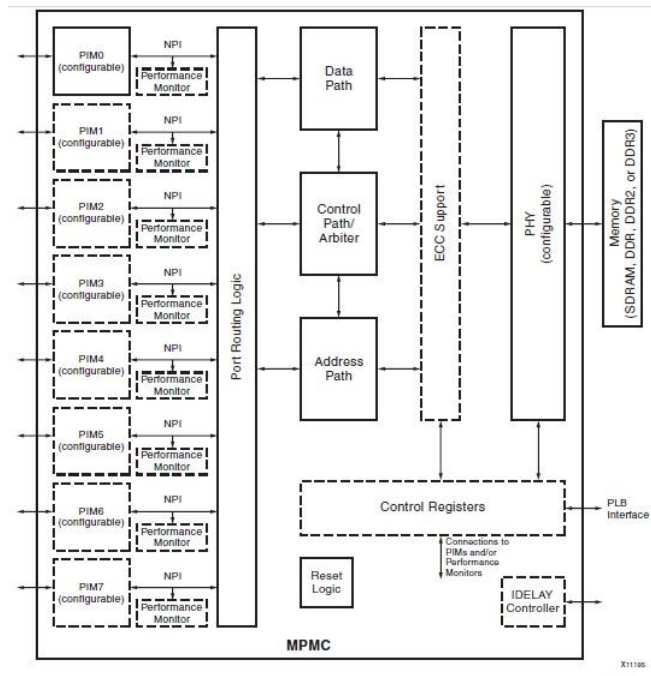 PIM0
(configurable)
NPI
Performance
Monitor
PIM1
(configurable)
NPI
Performance
Monitor
PIM2
(configurable)
NPI
Performance
Monitor
PIM3
(configurable)
NPI
Performance
Monitor
PIM4
(configurable)
NPI
Performance
Monitor
PIM5
(configurable)
NPI
Performance
Monitor
PIM6
(configurable)
NPI
Performance
Monitor
PIM7
(configurable)
NPI
Performance
Monitor
Port Routing Logic
Data
Path
Control
Path/
Arbiter
Address
Path
ECC Support
PHY
(configurable)
Memory
(SDRAM, DDR, DDR2, or DDR3)
Control Registers
PLB
Interface
Connections to
PIMs and/or
Performance
Monitors
Reset
Logic
IDELAY
Controller
MPMC